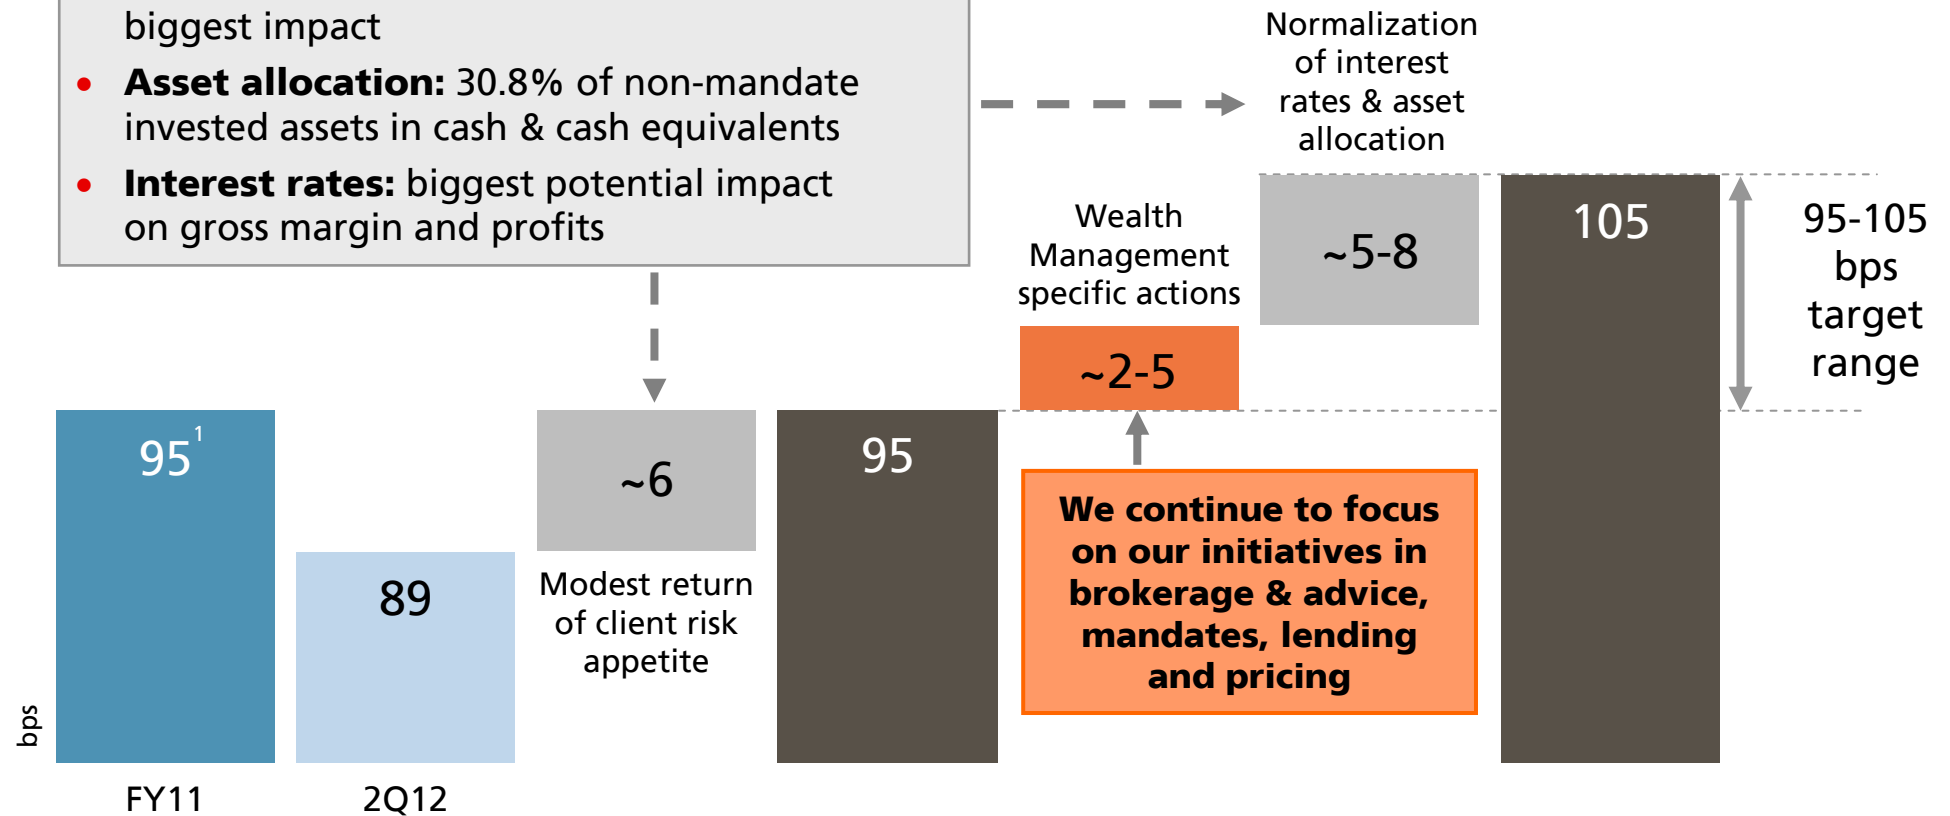 biggest impact
• Asset allocation: 30.8% of non-mandate
invested assets in cash & cash equivalents
• Interest rates: biggest potential impact
on gross margin and profits
Normalization
of interest
rates & asset
allocation
Wealth
Management
specific actions
~5-8
105
95-105
bps
target
range
~2-5
95¹
89
~6
95
Modest return
of client risk
appetite
We continue to focus
on our initiatives in
brokerage & advice,
mandates, lending
and pricing
bps
FY11
2Q12